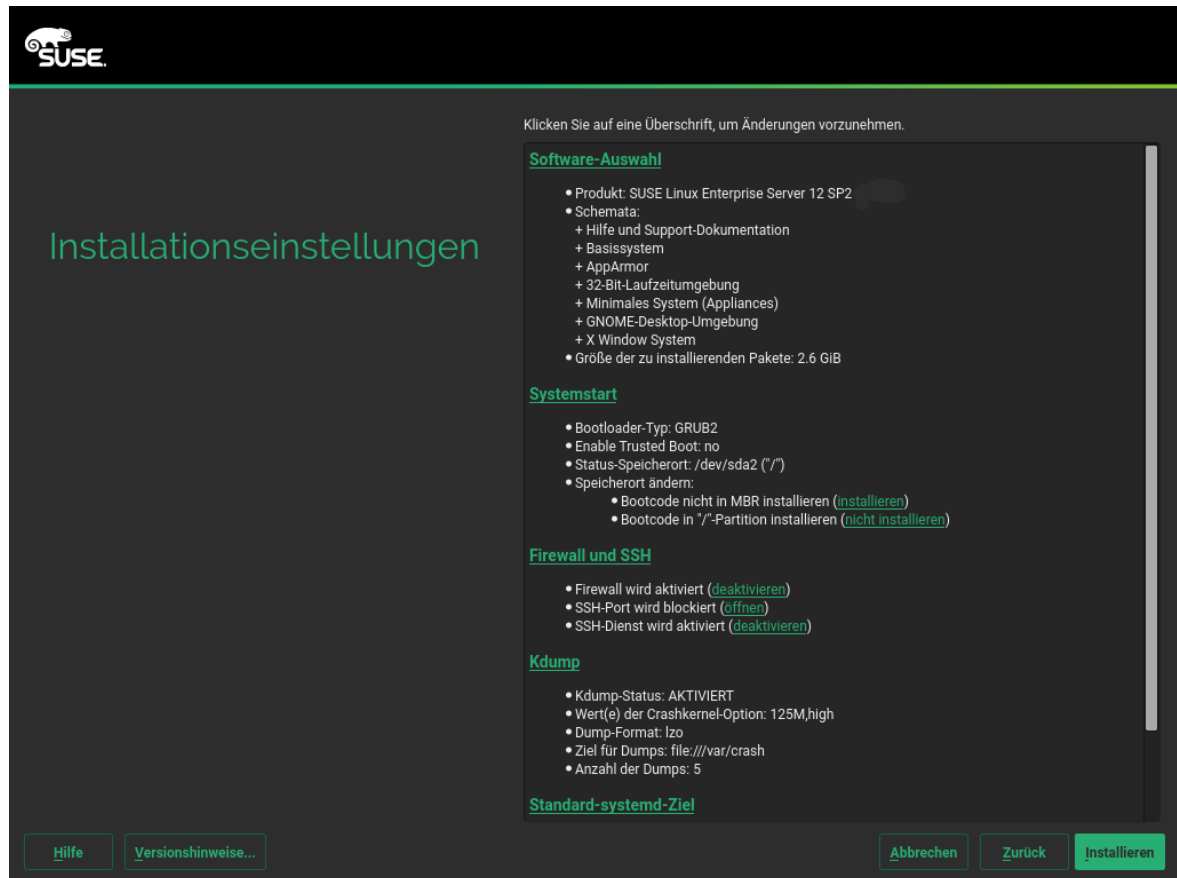 SUSE.
Klicken Sie auf eine Überschrift, um Änderungen vorzunehmen.
Installationseinstellungen
Software-Auswahl
• Produkt: SUSE Linux Enterprise Server 12 SP2
• Schemata:
+ Hilfe und Support-Dokumentation
+ Basissystem
+ AppArmor
+ 32-Bit-Laufzeitumgebung
+ Minimales System (Appliances)
+ GNOME-Desktop-Umgebung
+ X Window System
• Größe der zu installierenden Pakete: 2.6 GiB
Systemstart
• Bootloader-Typ: GRUB2
• Enable Trusted Boot: no
• Status-Speicherort: /dev/sda2 ("/")
• Speicherort ändern:
• Bootcode nicht in MBR installieren (installieren)
• Bootcode in "/"-Partition installieren (nicht installieren)
Firewall und SSH
• Firewall wird aktiviert (deaktivieren)
• SSH-Port wird blockiert (öffnen)
• SSH-Dienst wird aktiviert (deaktivieren)
Kdump
• Kdump-Status: AKTIVIERT
• Wert(e) der Crashkernel-Option: 125M,high
• Dump-Format: lzo
• Ziel für Dumps: file:///var/crash
• Anzahl der Dumps: 5
Standard-systemd-Ziel
Hilfe
Versionshinweise...
Abbrechen
Zurück
Installieren